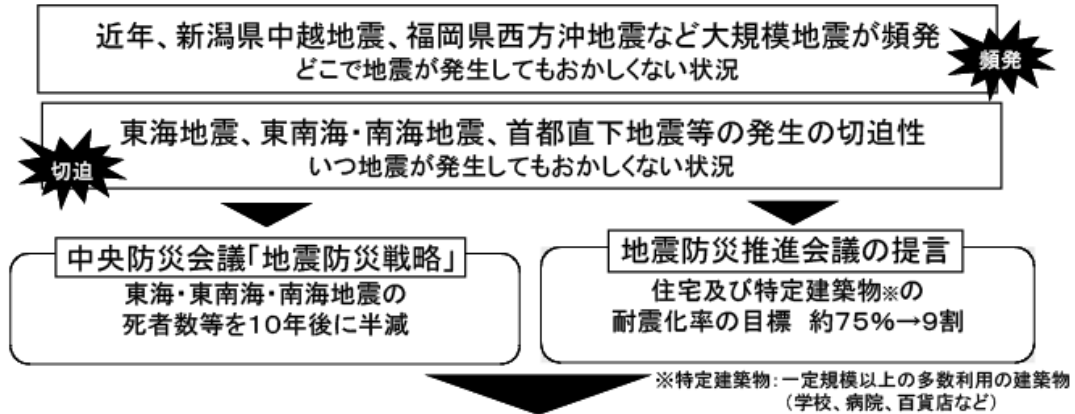 近年、新潟県中越地震、福岡県西方沖地震など大規模地震が頻発
どこで地震が発生してもおかしくない状況
頻発
東海地震、東南海・南海地震、首都直下地震等の発生の切迫性
いつ地震が発生してもおかしくない状況
切迫
中央防災会議「地震防災戦略」
東海・東南海・南海地震の
死者数等を10年後に半減
地震防災推進会議の提言
住宅及び特定建築物※の
耐震化率の目標 約75%→9割
※特定建築物:一定規模以上の多数利用の建築物
(学校、病院、百貨店など)